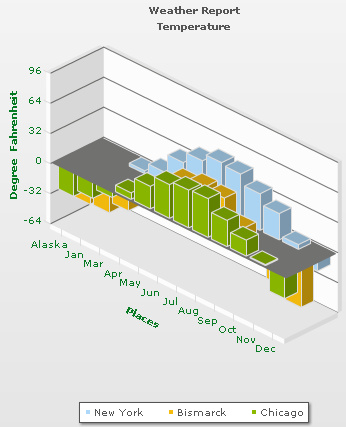 Weather Report
Temperature
Degree Fahrenheit
96
64
32
0
-32
-64
Alaska
Jan
Mar
Apr
May
Jun
Jul
Aug
Sep
Oct
Nov
Dec
places
New York
Bismarck
Chicago